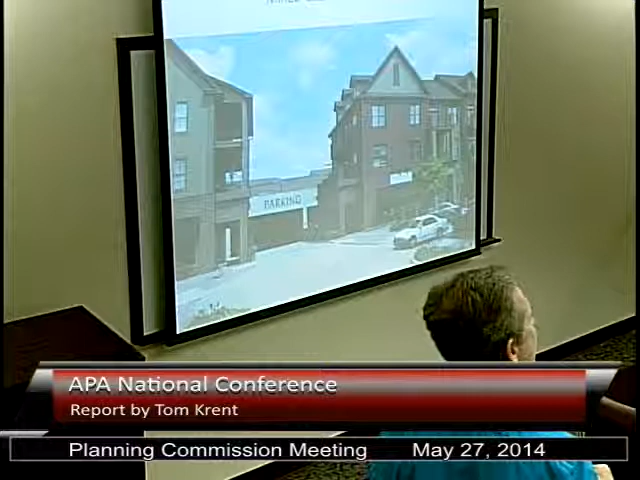 PARKING
APA National Conference
Report by Tom Krent
Planning Commission Meeting May 27, 2014